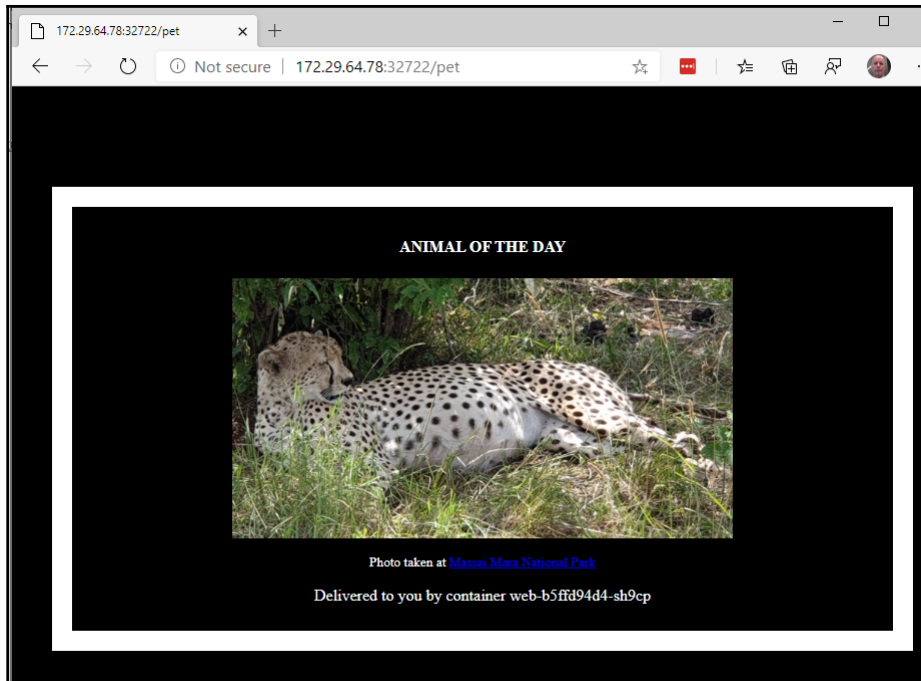 172.29.64.78:32722/pet
Not secure | 172.29.64.78:32722/pet
ANIMAL OF THE DAY
Photo taken at Massai Mara National Park
Delivered to you by container web-b5ffd94d4-sh9cp